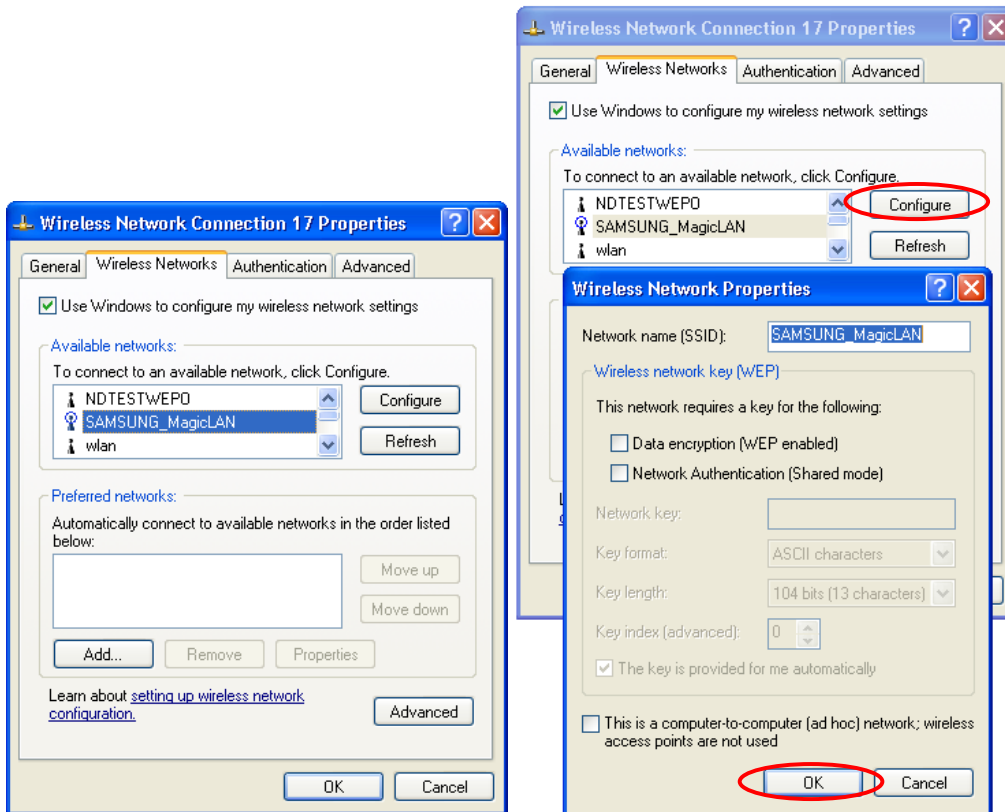 Wireless Network Connection 17 Properties
General Wireless Networks Authentication Advanced
Use Windows to configure my wireless network settings
Available networks:
To connect to an available network, click Configure.
NDTESTWEP0
SAMSUNG_MagicLAN
wlan
Configure
Refresh
Preferred networks:
Automatically connect to available networks in the order listed
below:
Move up
Move down
Add... Remove Properties
Learn about setting up wireless network
configuration.
Advanced
OK Cancel
Wireless Network Connection 17 Properties
General Wireless Networks Authentication Advanced
Use Windows to configure my wireless network settings
Available networks:
To connect to an available network, click Configure.
NDTESTWEP0
SAMSUNG_MagicLAN
wlan
Configure
Refresh
Wireless Network Properties
Network name (SSID): SAMSUNG_MagicLAN
Wireless network key (WEP)
This network requires a key for the following:
Data encryption (WEP enabled)
Network Authentication (Shared mode)
Network key:
Key format: ASCII characters
Key length: 104 bits (13 characters)
Key index (advanced): 0
The key is provided for me automatically
This is a computer-to-computer (ad hoc) network; wireless
access points are not used
OK Cancel